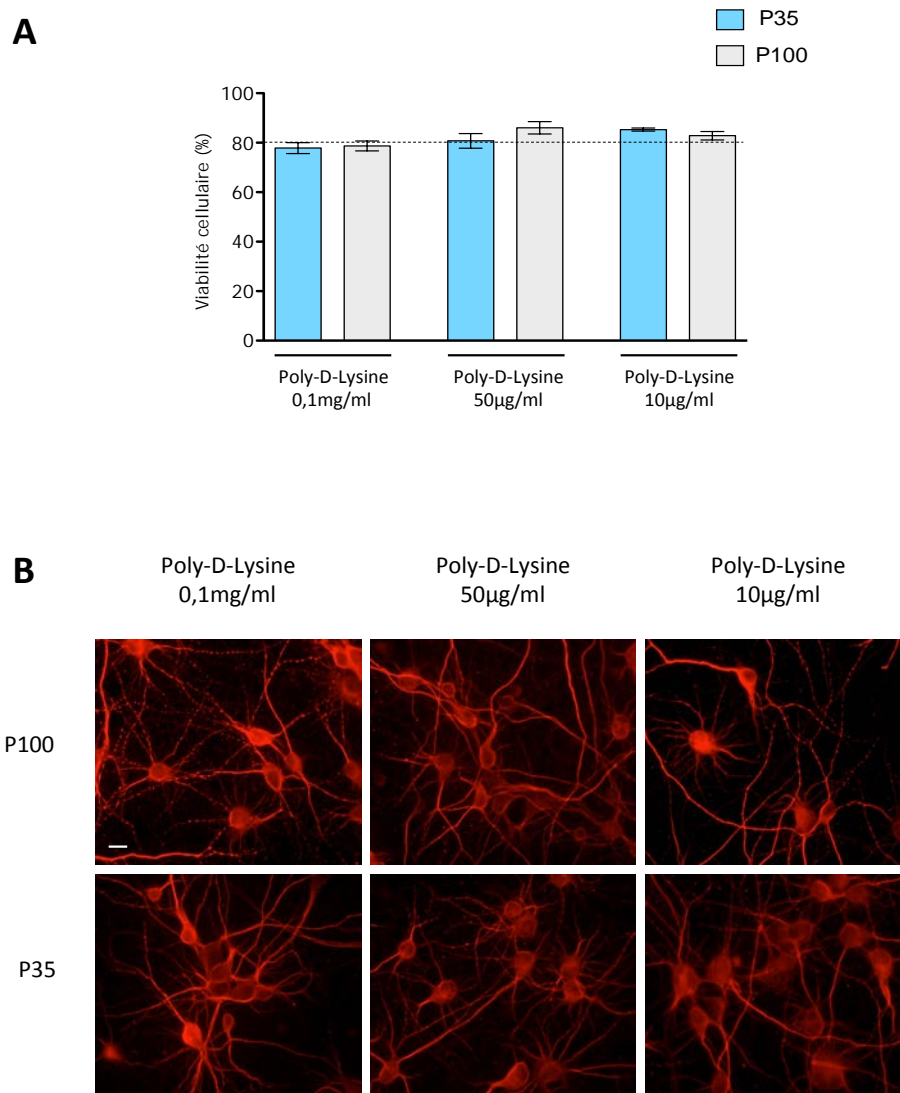 A
P35
P100
Viabilité cellulaire (%)
100
80
60
40
20
0
Poly-D-Lysine
0,1mg/ml
Poly-D-Lysine
50µg/ml
Poly-D-Lysine
10µg/ml
B
Poly-D-Lysine
0,1mg/ml
Poly-D-Lysine
50µg/ml
Poly-D-Lysine
10µg/ml
P100
P35